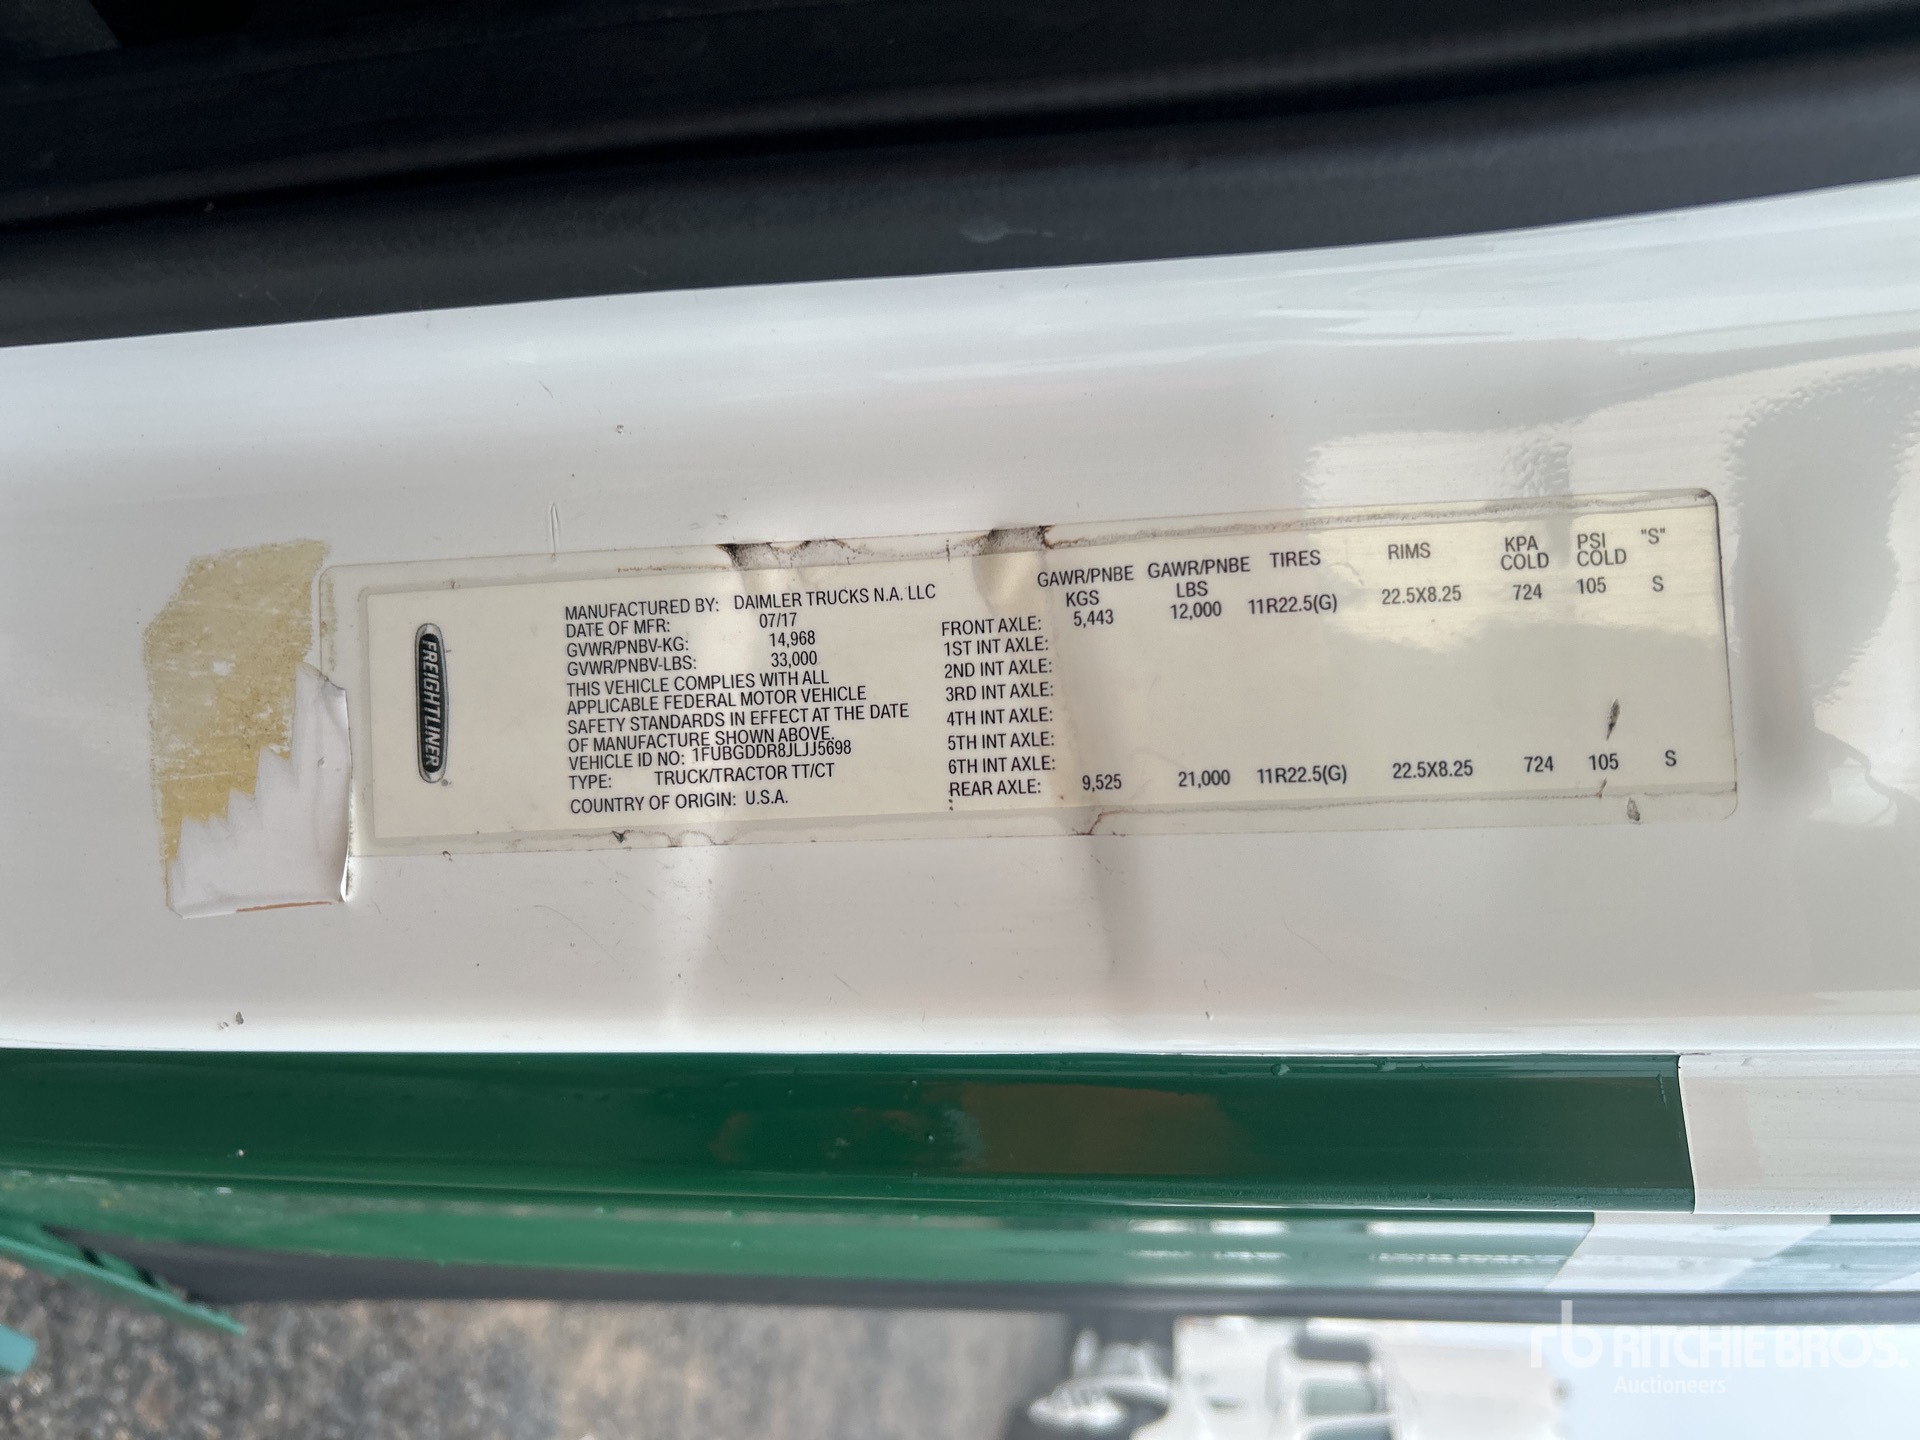 FREIGHTLINER
MANUFACTURED BY: DAIMLER TRUCKS N.A. LLC
DATE OF MFR: 07/17
GVWR/PNBV-KG: 14,968
GVWR/PNBV-LBS: 33,000
THIS VEHICLE COMPLIES WITH ALL
APPLICABLE FEDERAL MOTOR VEHICLE
SAFETY STANDARDS IN EFFECT AT THE DATE
OF MANUFACTURE SHOWN ABOVE.
VEHICLE ID NO: 1FUBGDDR8JLJJ5698
TYPE: TRUCK/TRACTOR TT/CT
COUNTRY OF ORIGIN: U.S.A.
GAWR/PNBE KGS GAWR/PNBE LBS TIRES RIMS KPA COLD PSI COLD "S"
FRONT AXLE: 5,443 12,000 11R22.5(G) 22.5X8.25 724 105 S
1ST INT AXLE:
2ND INT AXLE:
3RD INT AXLE:
4TH INT AXLE:
5TH INT AXLE:
6TH INT AXLE:
REAR AXLE: 9,525 21,000 11R22.5(G) 22.5X8.25 724 105 S
rb RITCHIE BROS.
Auctioneers